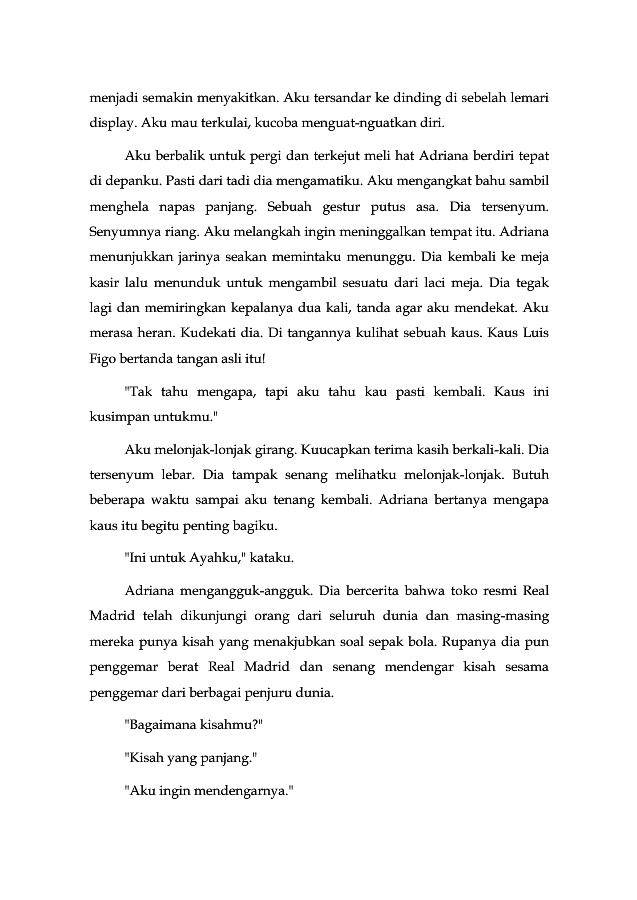 menjadi semakin menyakitkan. Aku tersandar ke dinding di sebelah lemari
display. Aku mau terkulai, kucoba menguat-nguatkan diri.
Aku berbalik untuk pergi dan terkejut meli hat Adriana berdiri tepat
di depanku. Pasti dari tadi dia mengamatiku. Aku mengangkat bahu sambil
menghela napas panjang. Sebuah gestur putus asa. Dia tersenyum.
Senyumnya riang. Aku melangkah ingin meninggalkan tempat itu. Adriana
menunjukkan jarinya seakan memintaku menunggu. Dia kembali ke meja
kasir lalu menunduk untuk mengambil sesuatu dari laci meja. Dia tegak
lagi dan memiringkan kepalanya dua kali, tanda agar aku mendekat. Aku
merasa heran. Kudekati dia. Di tangannya kulihat sebuah kaus. Kaus Luis
Figo bertanda tangan asli itu!
"Tak tahu mengapa, tapi aku tahu kau pasti kembali. Kaus ini
kusimpan untukmu."
Aku melonjak-lonjak girang. Kuucapkan terima kasih berkali-kali. Dia
tersenyum lebar. Dia tampak senang melihatku melonjak-lonjak. Butuh
beberapa waktu sampai aku tenang kembali. Adriana bertanya mengapa
kaus itu begitu penting bagiku.
"Ini untuk Ayahku," kataku.
Adriana mengangguk-angguk. Dia bercerita bahwa toko resmi Real
Madrid telah dikunjungi orang dari seluruh dunia dan masing-masing
mereka punya kisah yang menakjubkan soal sepak bola. Rupanya dia pun
penggemar berat Real Madrid dan senang mendengar kisah sesama
penggemar dari berbagai penjuru dunia.
"Bagaimana kisahmu?"
"Kisah yang panjang."
"Aku ingin mendengarnya."